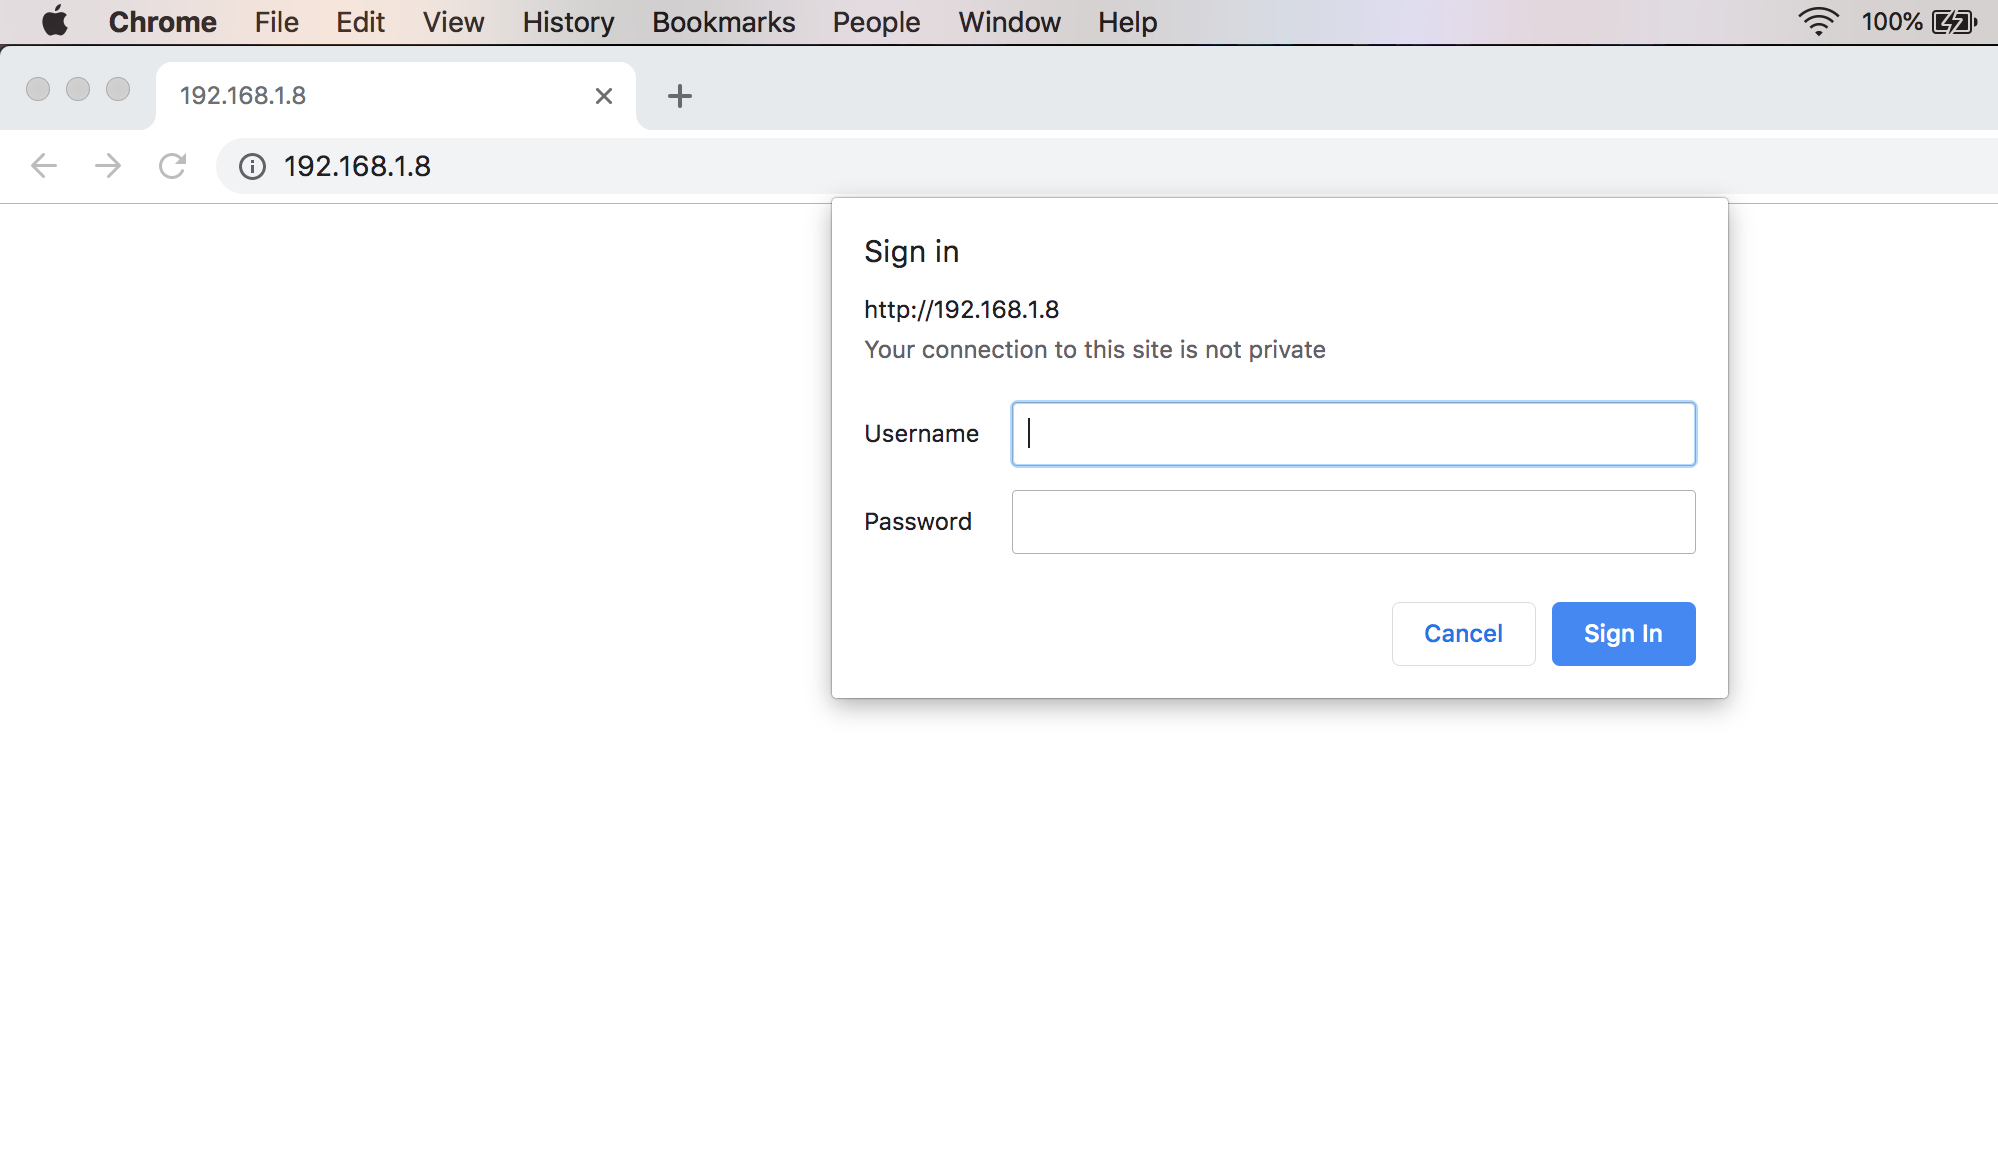 Chrome File Edit View History Bookmarks People Window Help 100%
192.168.1.8
192.168.1.8
Sign in
http://192.168.1.8
Your connection to this site is not private
Username
Password
Cancel Sign In